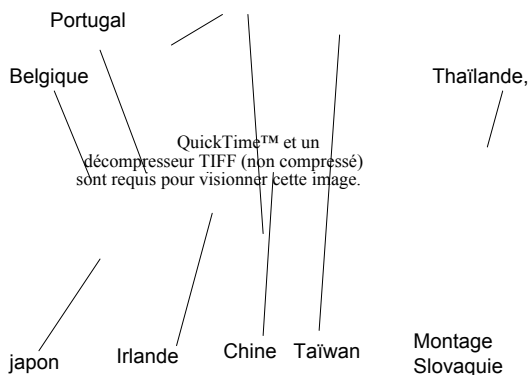 Portugal
Belgique
Thaïlande,
QuickTime™ et un
décompresseur TIFF (non compressé)
sont requis pour visionner cette image.
japon
Irlande
Chine
Taïwan
Montage
Slovaquie